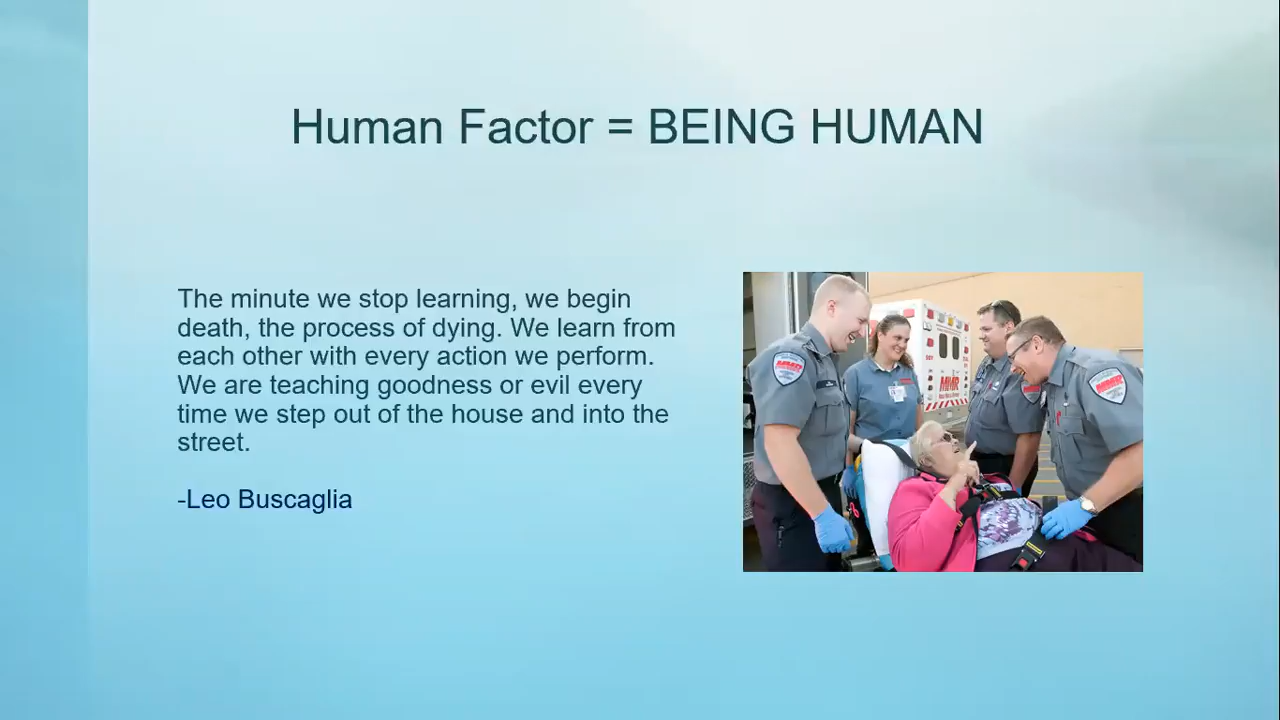 Human Factor = BEING HUMAN
The minute we stop learning, we begin
death, the process of dying. We learn from
each other with every action we perform.
We are teaching goodness or evil every
time we step out of the house and into the
street.
-Leo Buscaglia
MMR